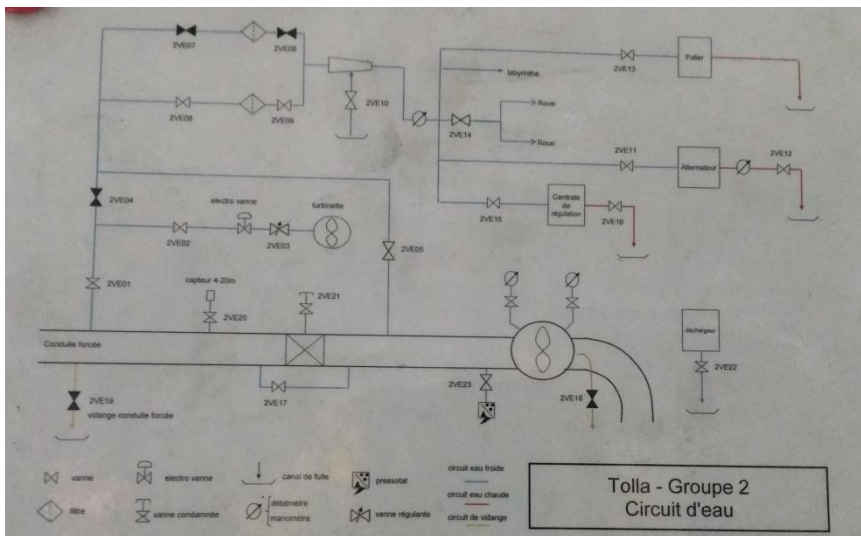 2VE07
2VE08
2VE06
2VE09
2VE10
2VE13
Palier
labyrinthe
Roue
Roue
2VE14
2VE11
Alternateur
2VE12
2VE15
Centrale
de
régulation
2VE16
2VE04
electro vanne
turbinette
2VE02
2VE03
2VE05
2VE01
capteur 4-20m
2VE20
2VE21
Conduite forcée
déchargeur
2VE22
2VE17
2VE23
2VE18
2VE19
vidange conduite forcée
vanne
electro vanne
canal de fuite
pressotat
circuit eau froide
circuit eau chaude
circuit de vidange
filtre
vanne condamnée
débilmètre
manomètre
vanne régulante
Tolla - Groupe 2
Circuit d'eau